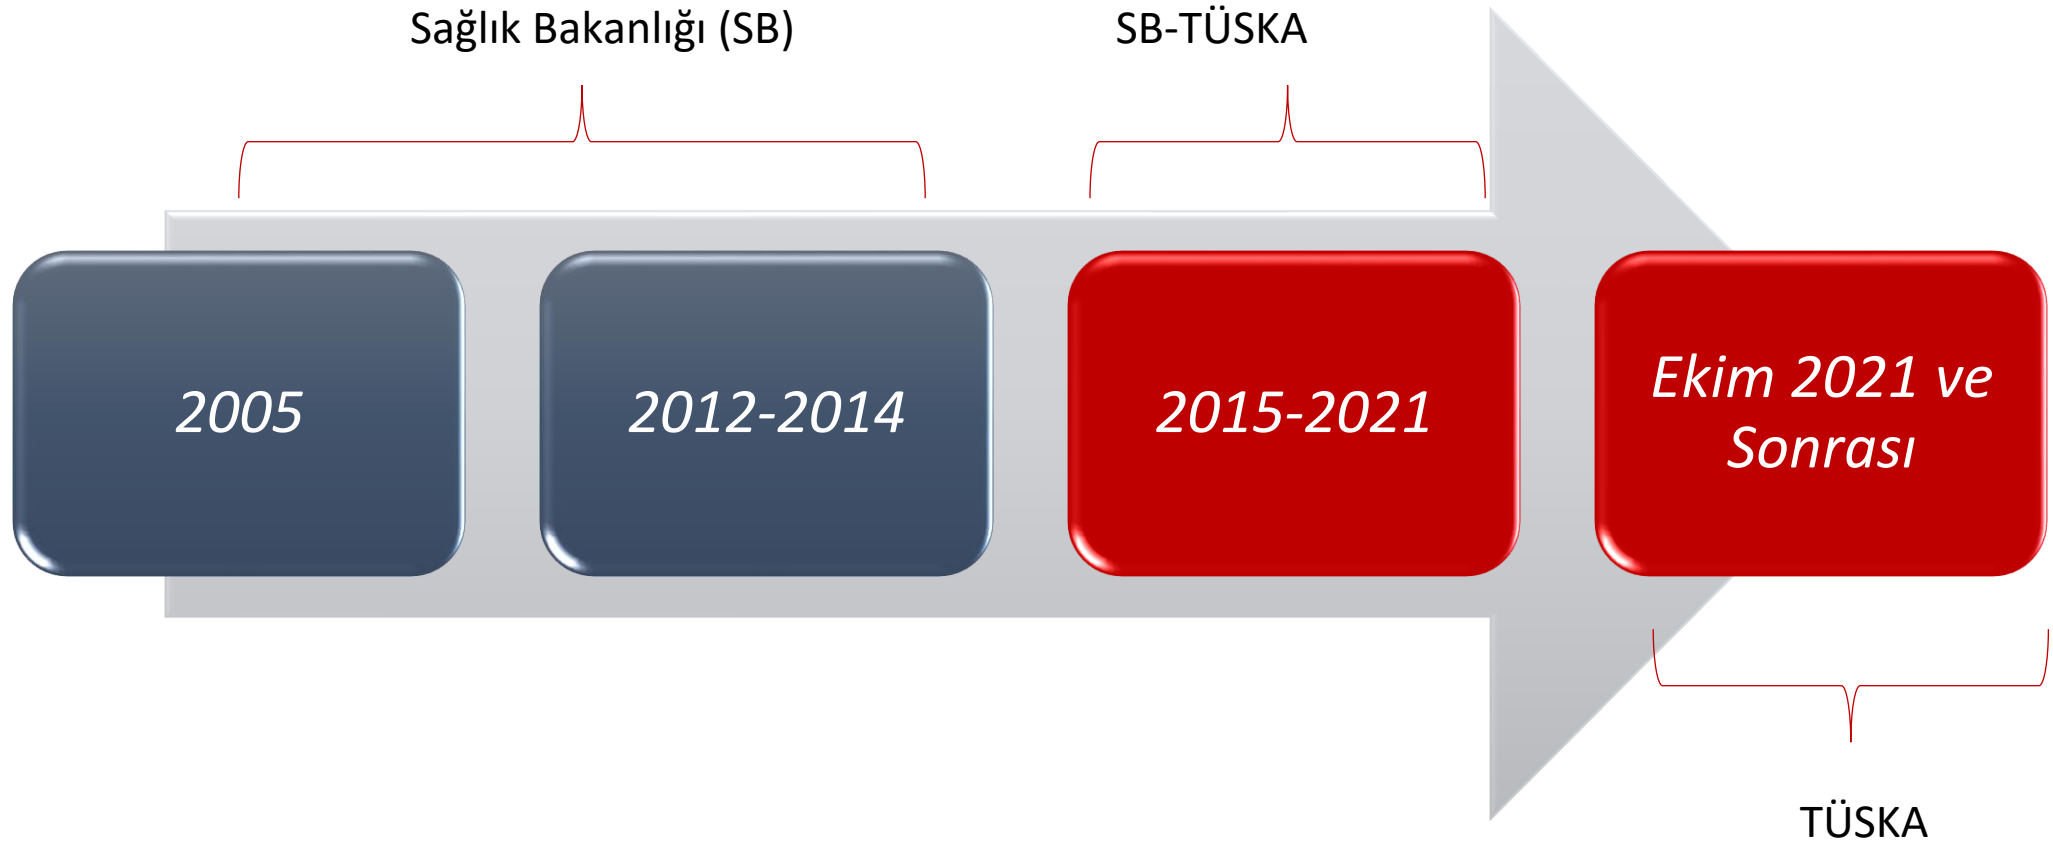 Sağlık Bakanlığı (SB)
SB-TÜSKA
2005
2012-2014
2015-2021
Ekim 2021 ve
Sonrası
TÜSKA